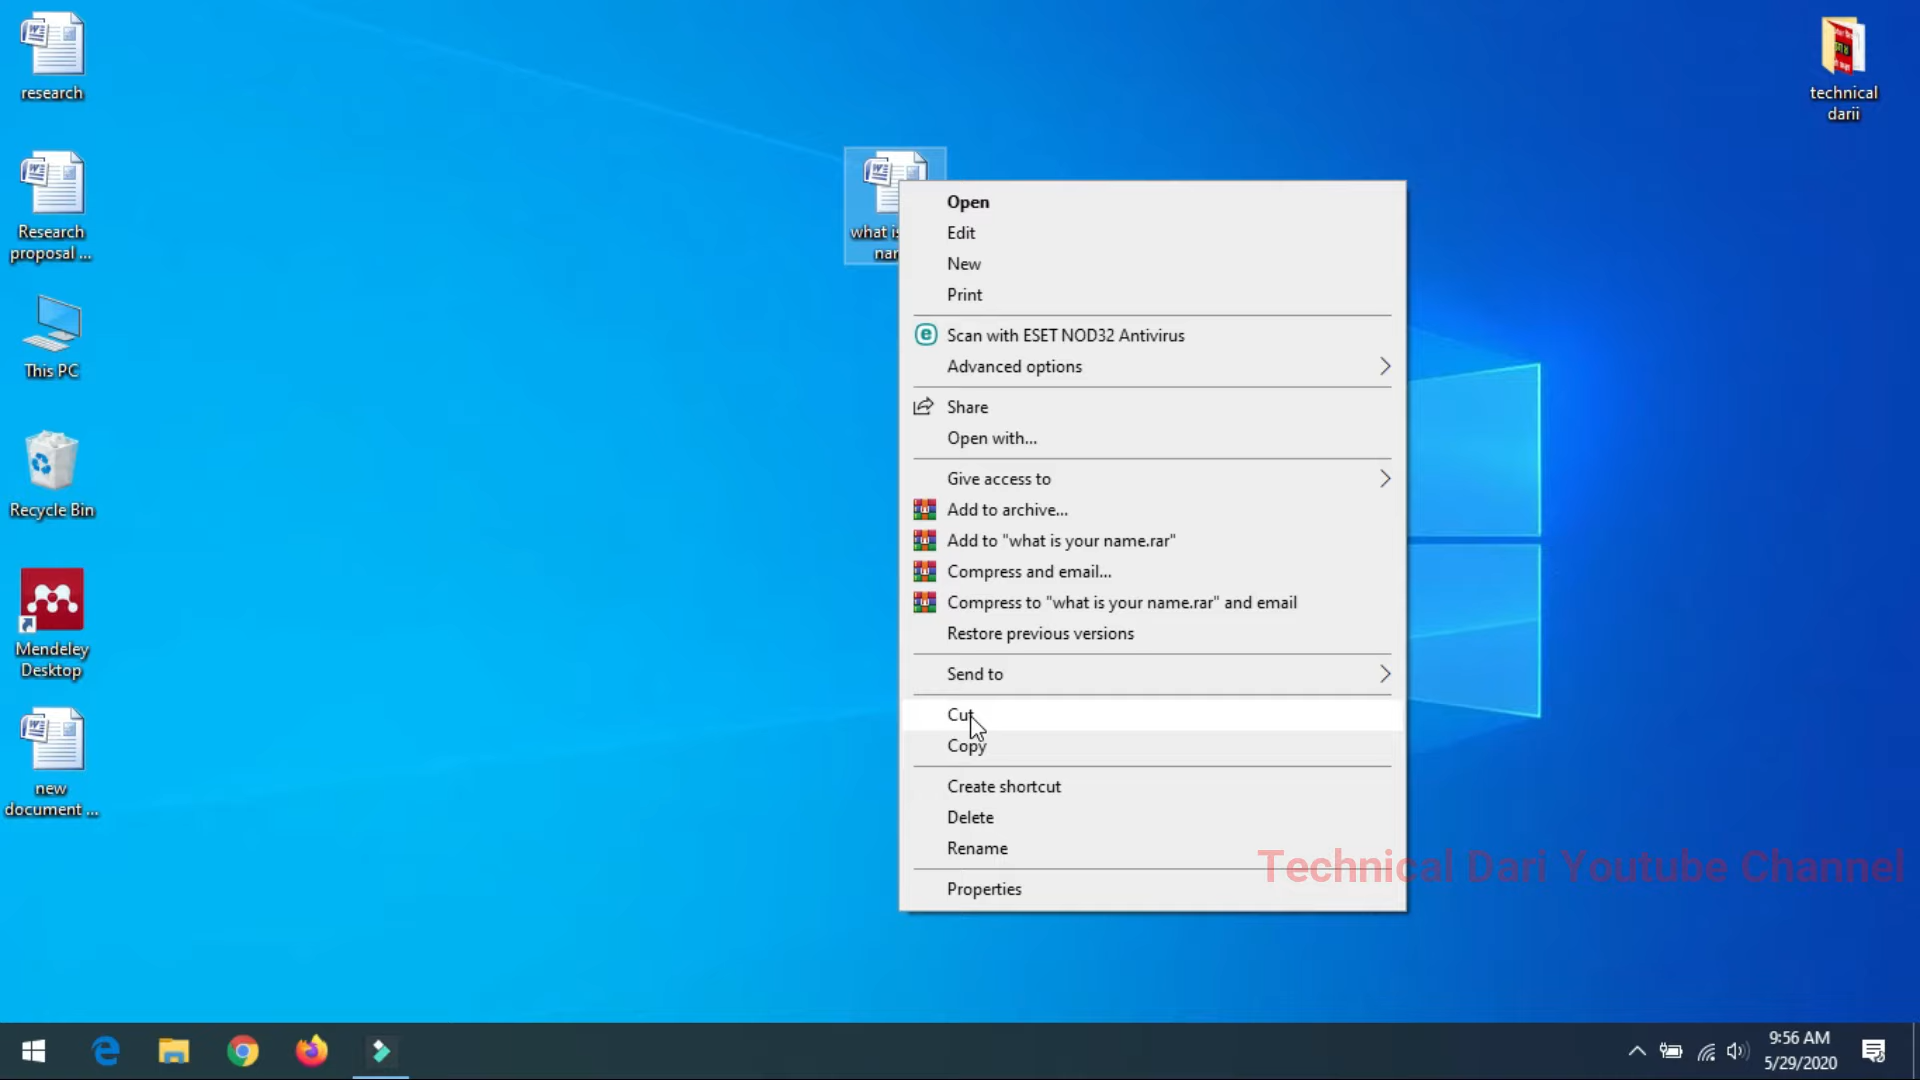 research
Research
proposal ...
This PC
Recycle Bin
Mendeley
Desktop
new
document ...
what is
Open
Edit
New
Print
Scan with ESET NOD32 Antivirus
Advanced options
Share
Open with...
Give access to
Add to archive...
Add to "what is your name.rar"
Compress and email...
Compress to "what is your name.rar" and email
Restore previous versions
Send to
Cut
Copy
Create shortcut
Delete
Rename
Properties
technical
darii
Technical Dari Youtube Channel
9:56 AM
5/29/2020